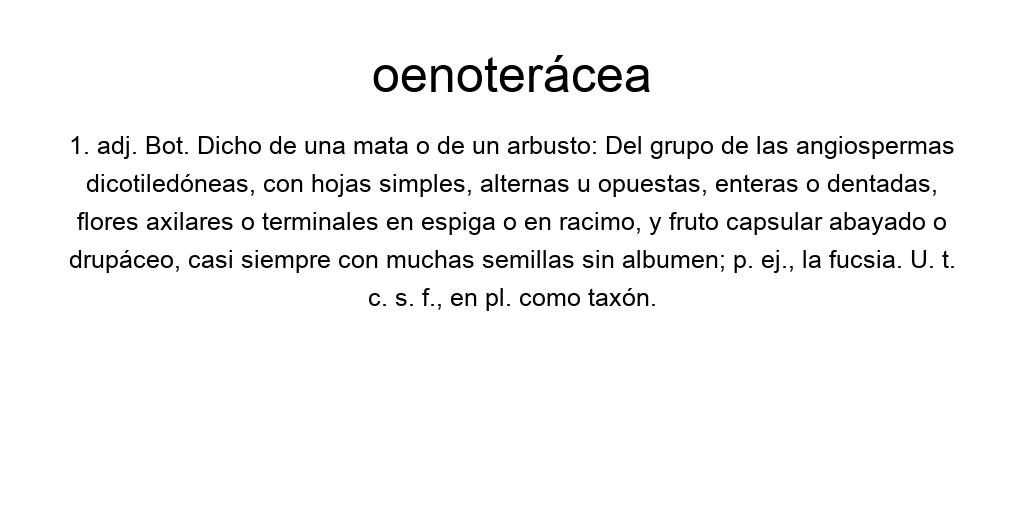 oenoterácea
1. adj. Bot. Dicho de una mata o de un arbusto: Del grupo de las angiospermas
dicotiledóneas, con hojas simples, alternas u opuestas, enteras o dentadas,
flores axilares o terminales en espiga o en racimo, y fruto capsular abayado o
drupáceo, casi siempre con muchas semillas sin albumen; p. ej., la fucsia. U. t.
c. s. f., en pl. como taxón.